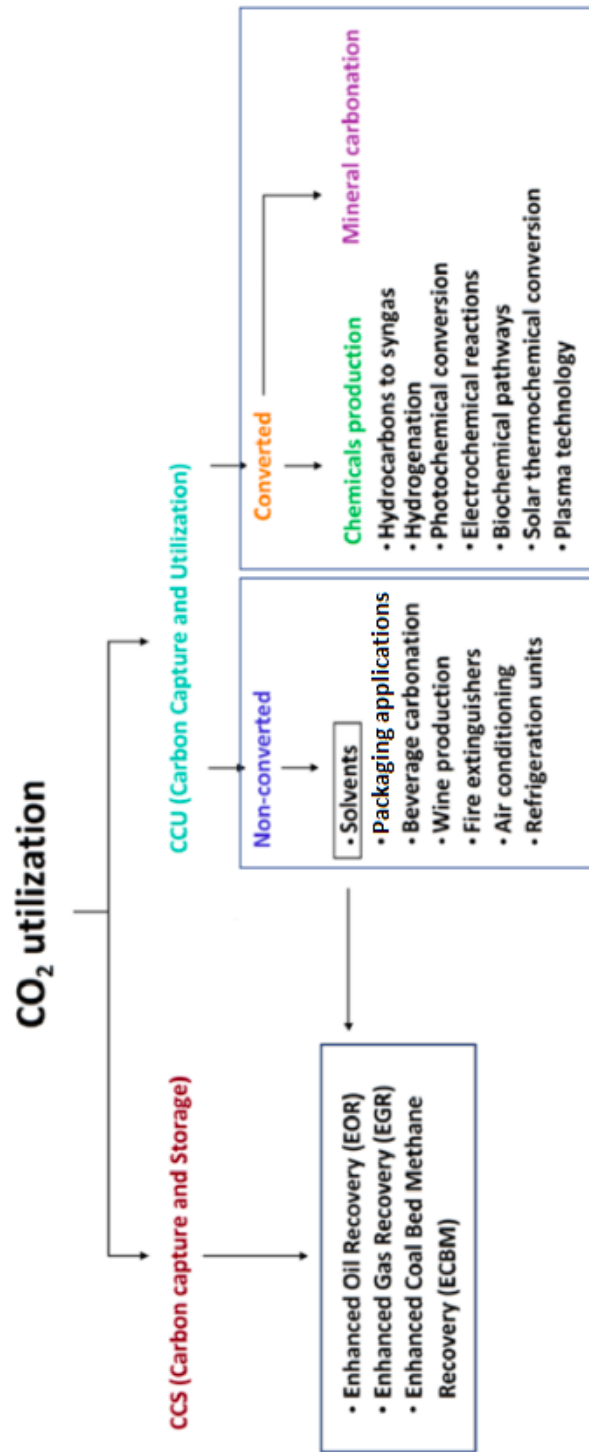 CO₂ utilization
CCS (Carbon capture and Storage)
CCU (Carbon Capture and Utilization)
• Enhanced Oil Recovery (EOR)
• Enhanced Gas Recovery (EGR)
• Enhanced Coal Bed Methane
Recovery (ECBM)
Non-converted
• Solvents
• Packaging applications
• Beverage carbonation
• Wine production
• Fire extinguishers
• Air conditioning
• Refrigeration units
Converted
Chemicals production
• Hydrocarbons to syngas
• Hydrogenation
• Photochemical conversion
• Electrochemical reactions
• Biochemical pathways
• Solar thermochemical conversion
• Plasma technology
Mineral carbonation